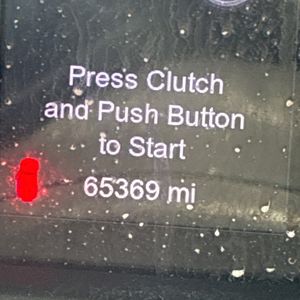 Press Clutch
and Push Button
to Start
65369 mi